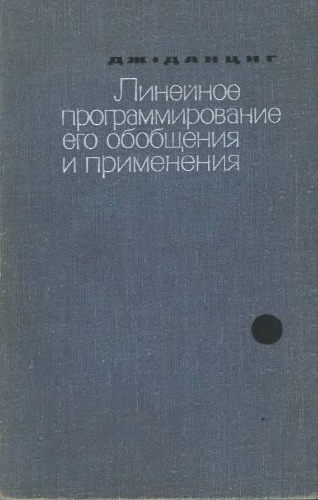 ДЖ·ДАНЦИГ
Линейное
программирование
его обобщения
и применения